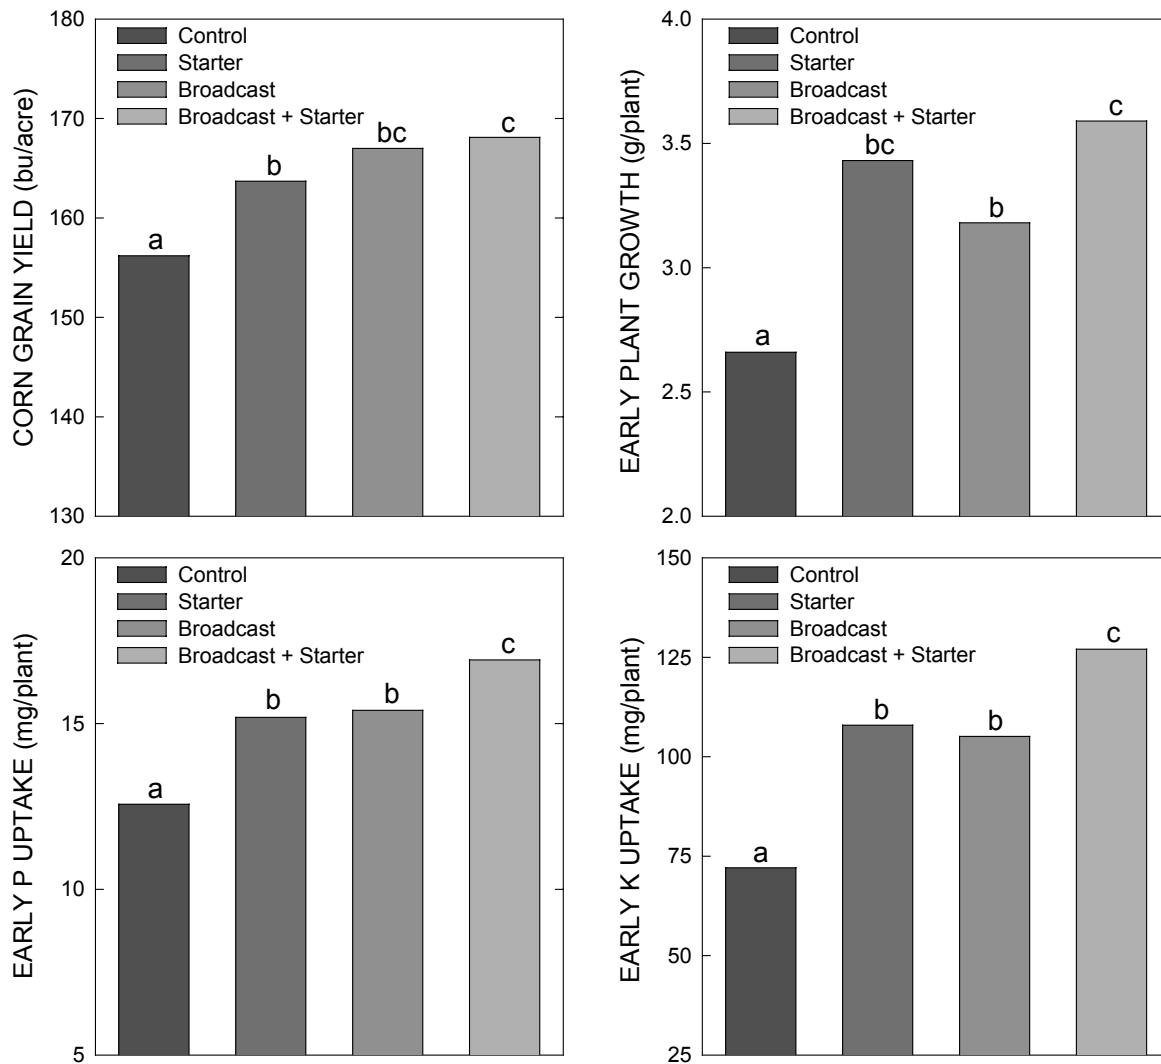 CORN GRAIN YIELD (bu/acre)
180
170
160
150
140
130
Control
Starter
Broadcast
Broadcast + Starter
a
b
bc
c
EARLY PLANT GROWTH (g/plant)
4.0
3.5
3.0
2.5
2.0
Control
Starter
Broadcast
Broadcast + Starter
a
bc
b
c
EARLY P UPTAKE (mg/plant)
20
15
10
5
Control
Starter
Broadcast
Broadcast + Starter
a
b
b
c
EARLY K UPTAKE (mg/plant)
150
125
100
75
50
25
Control
Starter
Broadcast
Broadcast + Starter
a
b
b
c